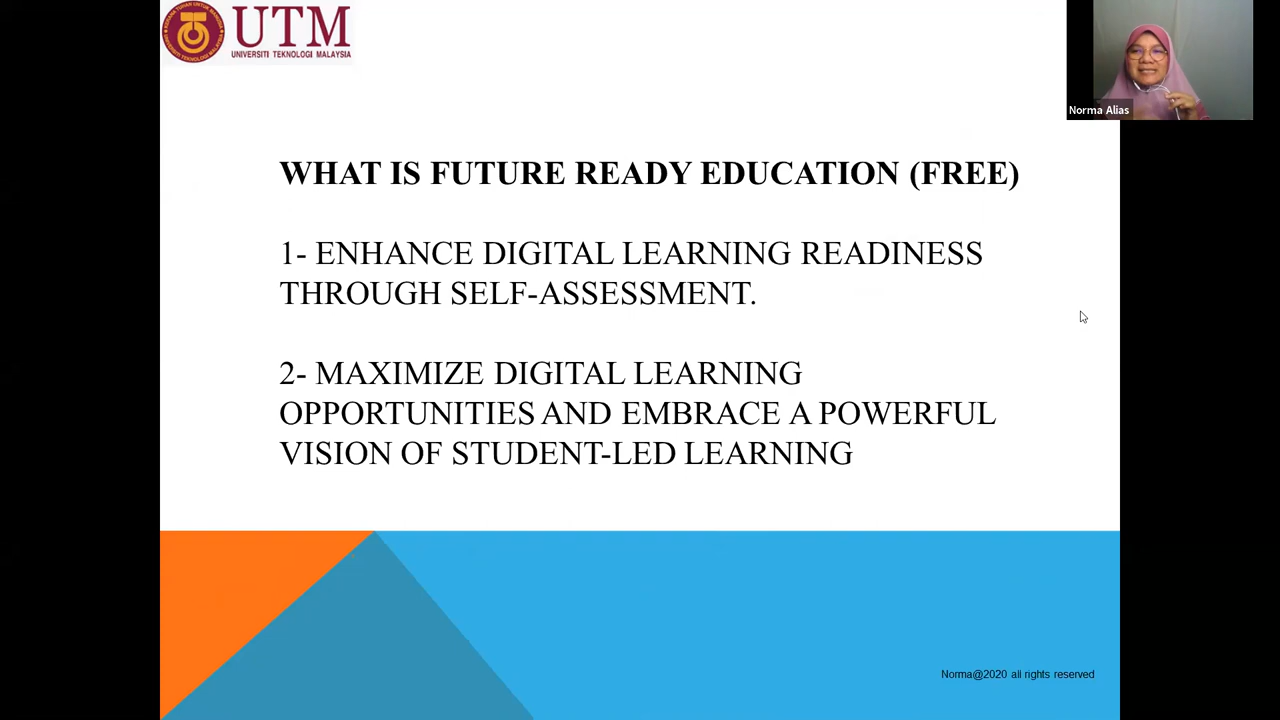 UTM
UNIVERSITI TEKNOLOGI MALAYSIA
Norma Alias
WHAT IS FUTURE READY EDUCATION (FREE)
1- ENHANCE DIGITAL LEARNING READINESS
THROUGH SELF-ASSESSMENT.
2- MAXIMIZE DIGITAL LEARNING
OPPORTUNITIES AND EMBRACE A POWERFUL
VISION OF STUDENT-LED LEARNING
Norma@2020 all rights reserved